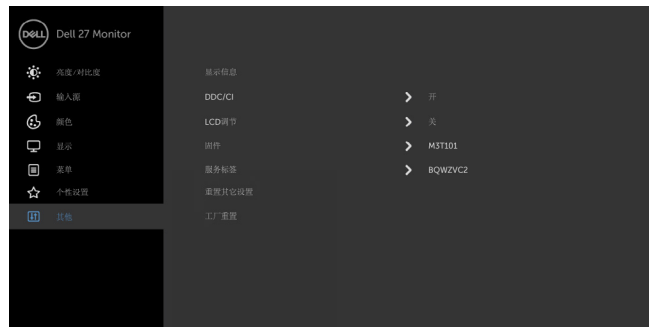 DELL
Dell 27 Monitor
亮度/对比度
显示信息
输入源
DDC/CI
开
颜色
LCD调节
关
显示
固件
M3T101
菜单
服务标签
BQWZVC2
个性设置
重置其它设置
其他
工厂重置